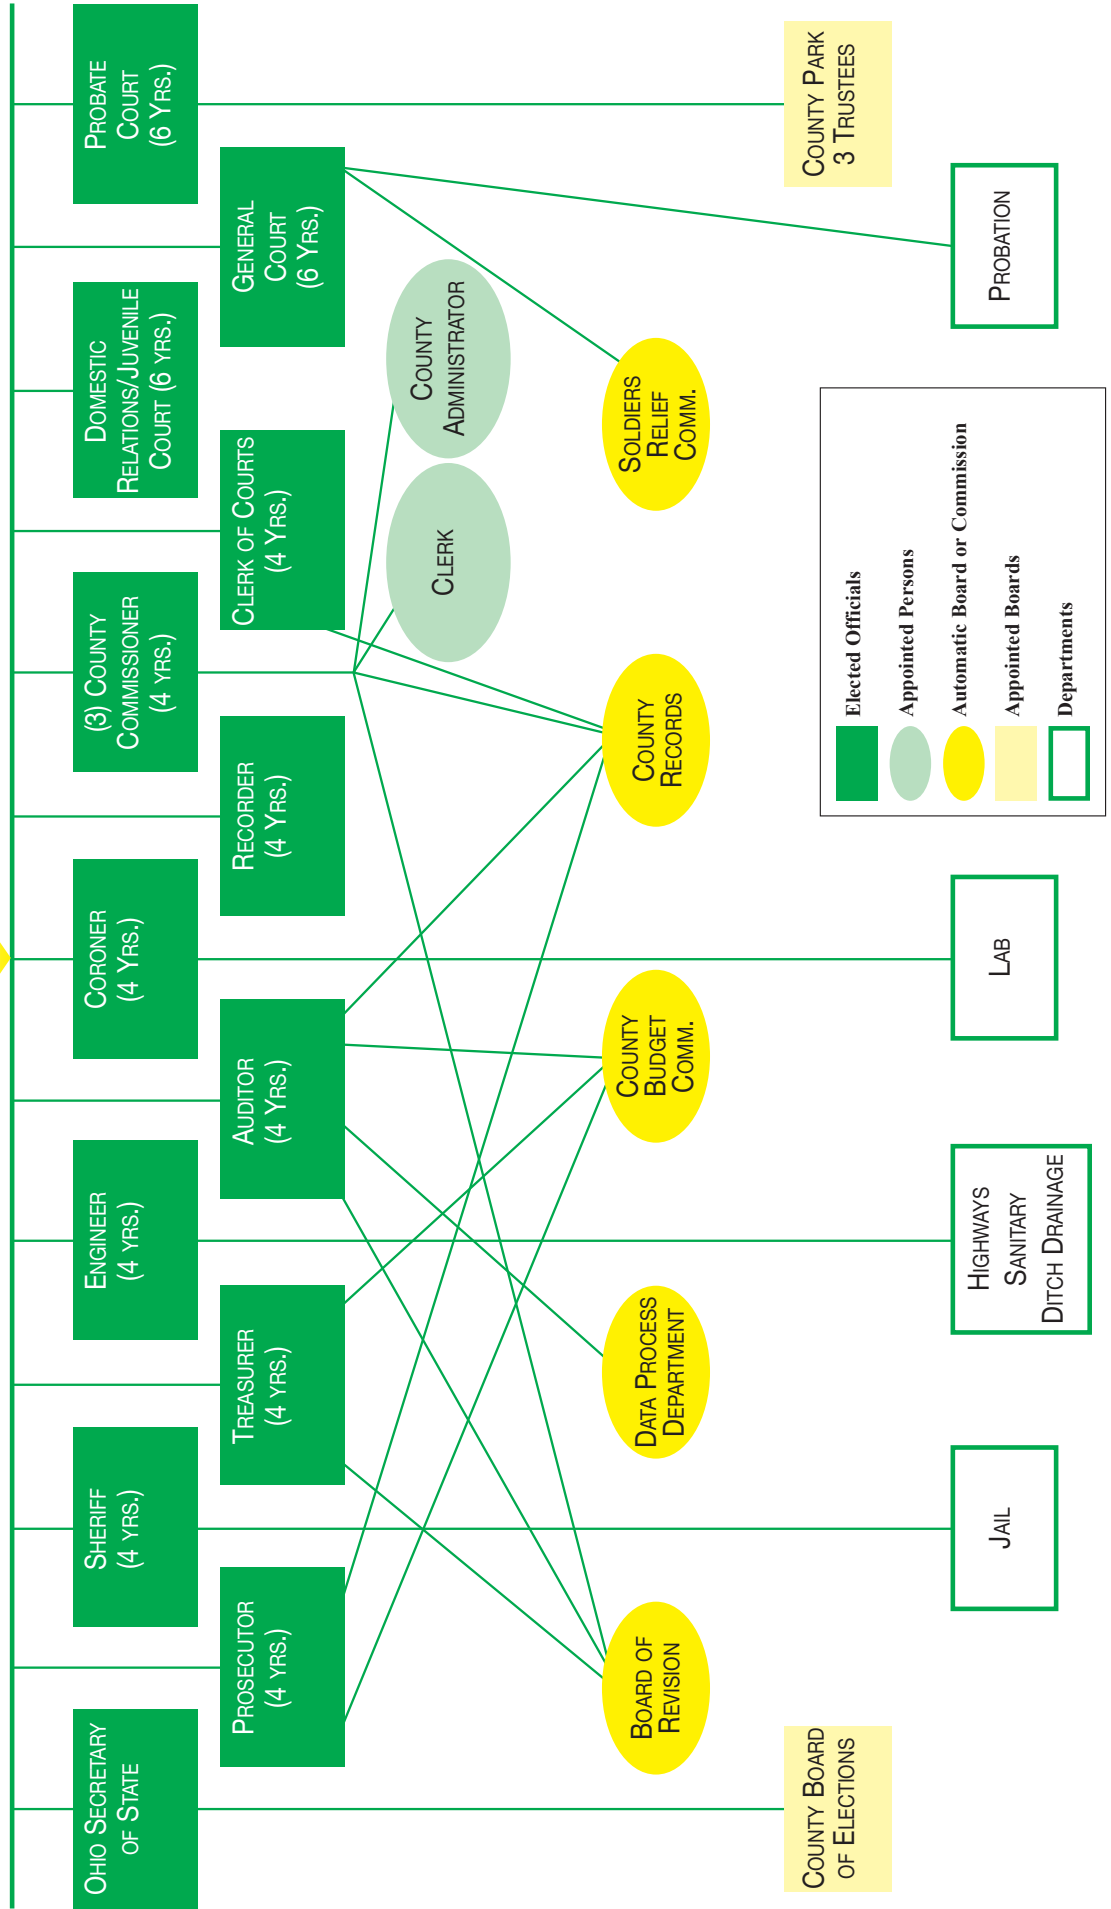 OHIO SECRETARY
OF STATE
SHERIFF
(4 YRS.)
ENGINEER
(4 YRS.)
CORONER
(4 YRS.)
(3) COUNTY
COMMISSIONER
(4 YRS.)
DOMESTIC
RELATIONS/JUVENILE
COURT (6 YRS.)
PROBATE
COURT
(6 YRS.)
PROSECUTOR
(4 YRS.)
TREASURER
(4 YRS.)
AUDITOR
(4 YRS.)
RECORDER
(4 YRS.)
CLERK OF COURTS
(4 YRS.)
GENERAL
COURT
(6 YRS.)
CLERK
COUNTY
ADMINISTRATOR
BOARD OF
REVISION
DATA PROCESS
DEPARTMENT
COUNTY
BUDGET
COMM.
COUNTY
RECORDS
SOLDIERS
RELIEF
COMM.
COUNTY BOARD
OF ELECTIONS
COUNTY PARK
3 TRUSTEES
JAIL
HIGHWAYS
SANITARY
DITCH DRAINAGE
LAB
PROBATION
Elected Officials
Appointed Persons
Automatic Board or Commission
Appointed Boards
Departments